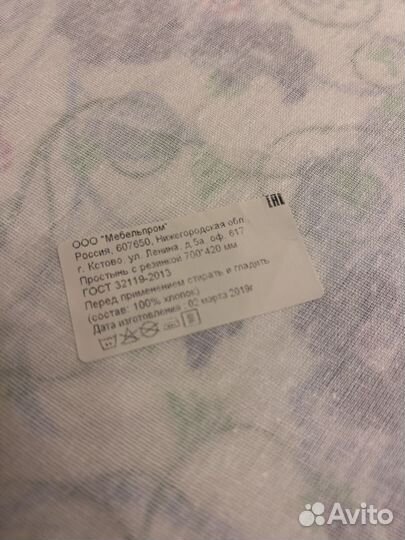 ООО "Мебельпром"
Россия, 607650, Нижегородская обл.,
г. Кстово, ул. Ленина, д.5а, оф. 617
Простынь с резинкой 700*420 мм
ГОСТ 32119-2013
Перед применением стирать и гладить
(состав: 100% хлопок)
Дата изготовления: 02 марта 2019г
EAC
Avito